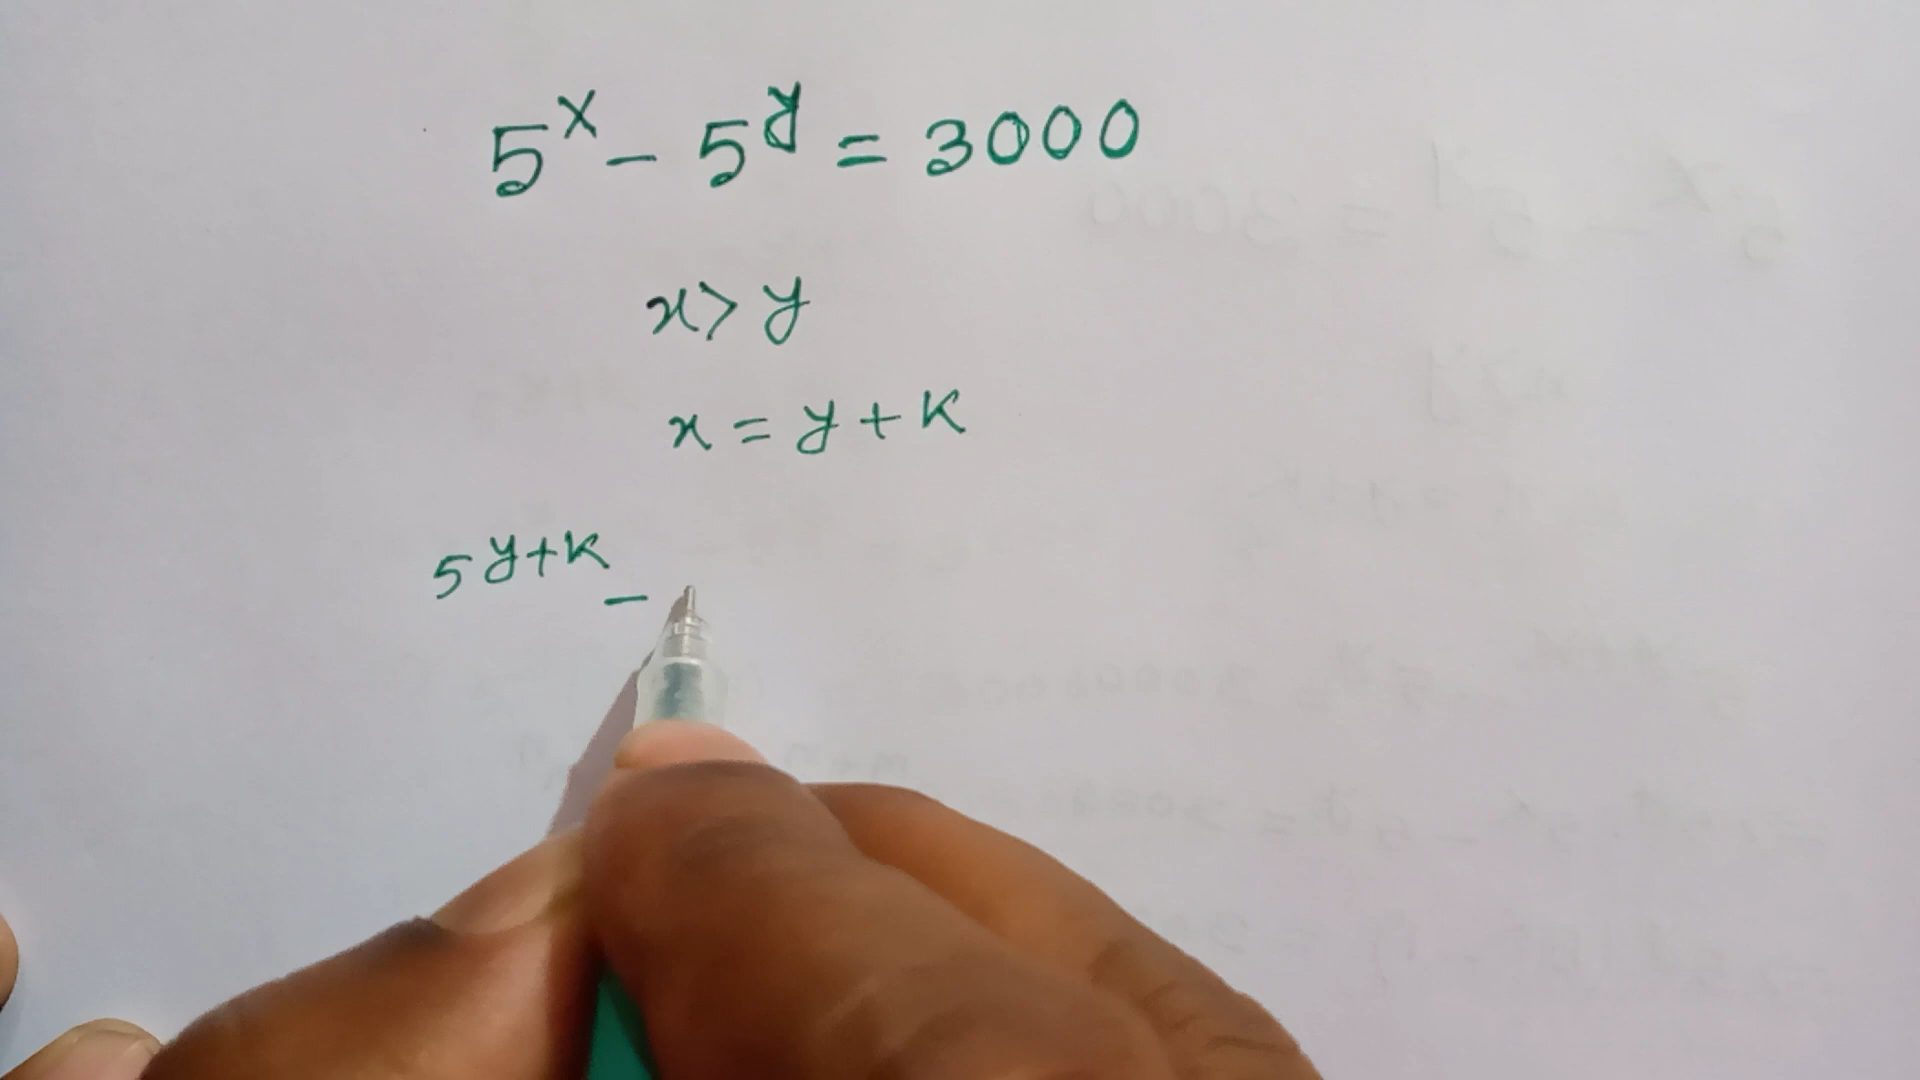 5^x - 5^y = 3000
x > y
x = y + k
5^y+k -